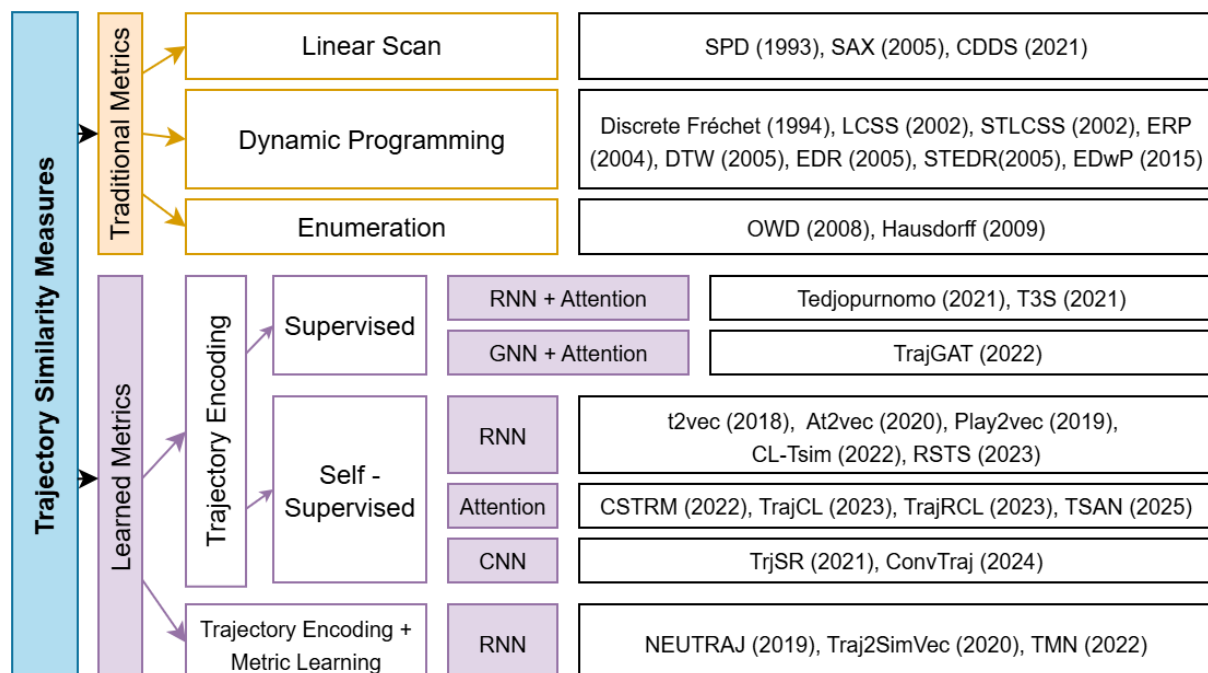 Trajectory Similarity Measures
Traditional Metrics
Linear Scan
SPD (1993), SAX (2005), CDDS (2021)
Dynamic Programming
Discrete Fréchet (1994), LCSS (2002), STLCSS (2002), ERP
(2004), DTW (2005), EDR (2005), STEDR(2005), EDwP (2015)
Enumeration
OWD (2008), Hausdorff (2009)
Learned Metrics
Trajectory Encoding
Supervised
RNN + Attention
Tedjopurnomo (2021), T3S (2021)
GNN + Attention
TrajGAT (2022)
Self -
Supervised
RNN
t2vec (2018), At2vec (2020), Play2vec (2019),
CL-Tsim (2022), RSTS (2023)
Attention
CSTRM (2022), TrajCL (2023), TrajRCL (2023), TSAN (2025)
CNN
TrjSR (2021), ConvTraj (2024)
Trajectory Encoding +
Metric Learning
RNN
NEUTRAJ (2019), Traj2SimVec (2020), TMN (2022)